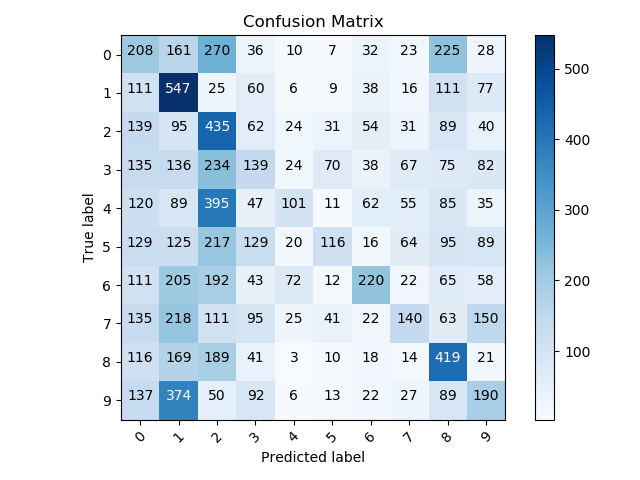 Confusion Matrix
0 208 161 270 36 10 7 32 23 225 28
1 111 547 25 60 6 9 38 16 111 77
2 139 95 435 62 24 31 54 31 89 40
3 135 136 234 139 24 70 38 67 75 82
4 120 89 395 47 101 11 62 55 85 35
5 129 125 217 129 20 116 16 64 95 89
6 111 205 192 43 72 12 220 22 65 58
7 135 218 111 95 25 41 22 140 63 150
8 116 169 189 41 3 10 18 14 419 21
9 137 374 50 92 6 13 22 27 89 190
0 1 2 3 4 5 6 7 8 9
True label
Predicted label
500
400
300
200
100